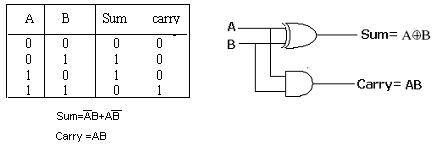 A B Sum carry
0 0 0 0
0 1 1 0
1 0 1 0
1 1 0 1
Sum=A̅B+AB̅
Carry =AB
A
B
Sum= A⊕B
Carry= AB